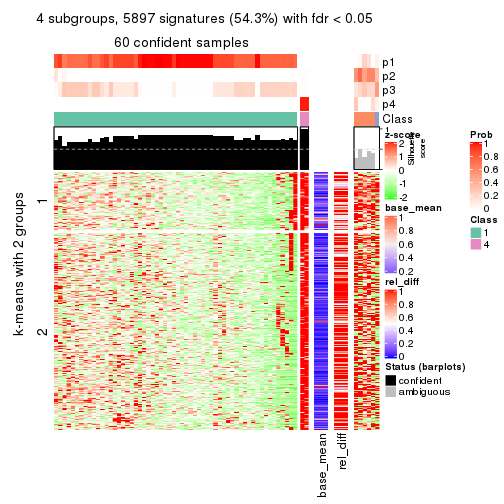 4 subgroups, 5897 signatures (54.3%) with fdr < 0.05
60 confident samples
p1
p2
p3
p4
Class
1
Silhouette
score
k-means with 2 groups
1
2
base_mean
rel_diff
z-score
2
1
0
-1
-2
base_mean
1
0.8
0.6
0.4
0.2
rel_diff
1
0.8
0.6
0.4
0.2
0
Status (barplots)
confident
ambiguous
Prob
1
0.8
0.6
0.4
0.2
0
Class
1
4